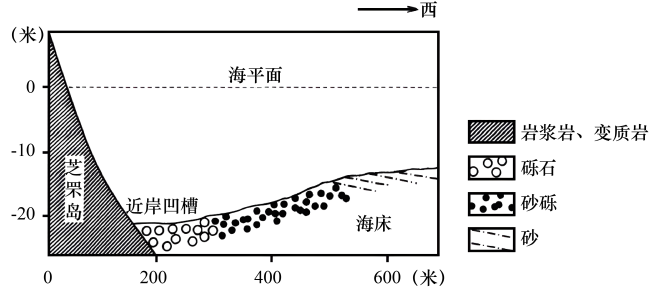 西
(米)
海平面
0
-10
-20
芝罘岛
近岸凹槽
海床
0 200 400 600 (米)
岩浆岩、变质岩
砾石
砂砾
砂